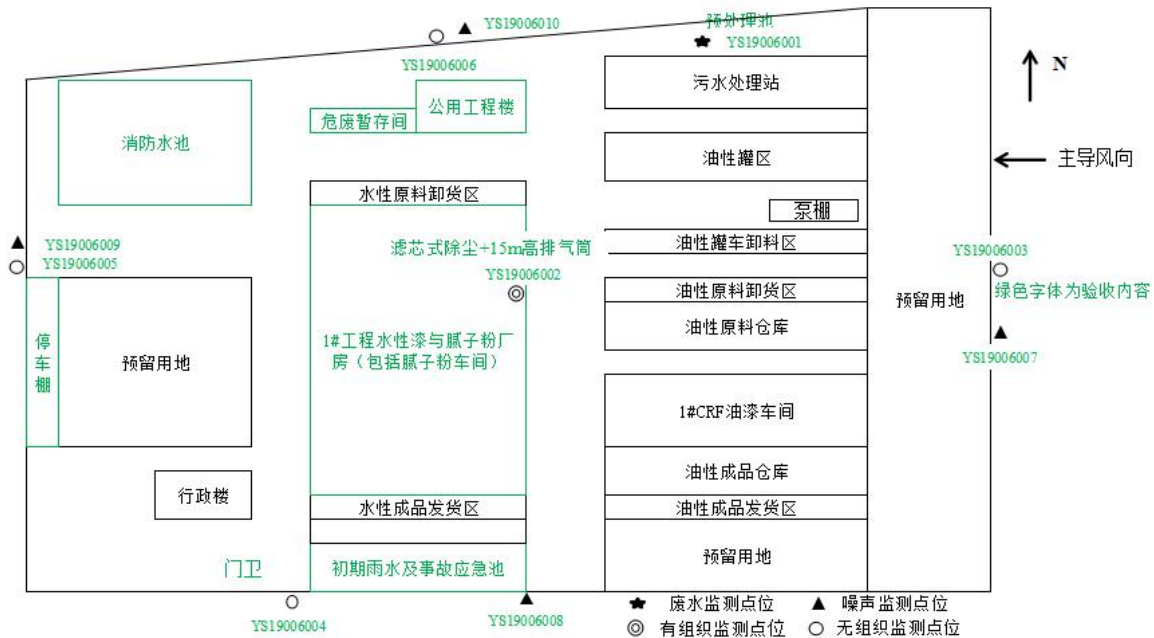 YS19006010
预处理池
YS19006001
YS19006006
N
公用工程楼
污水处理站
危废暂存间
消防水池
油性罐区
主导风向
水性原料卸货区
泵棚
油性罐车卸料区
YS19006009
滤芯式除尘+15m高排气筒
YS19006003
YS19006005
YS19006002
油性原料卸货区
绿色字体为验收内容
预留用地
油性原料仓库
1#工程水性漆与腻子粉厂
房（包括腻子粉车间）
停车棚
预留用地
YS19006007
1#CRF油漆车间
油性成品仓库
行政楼
水性成品发货区
油性成品发货区
预留用地
门卫
初期雨水及事故应急池
YS19006004
YS19006008
废水监测点位
噪声监测点位
有组织监测点位
无组织监测点位